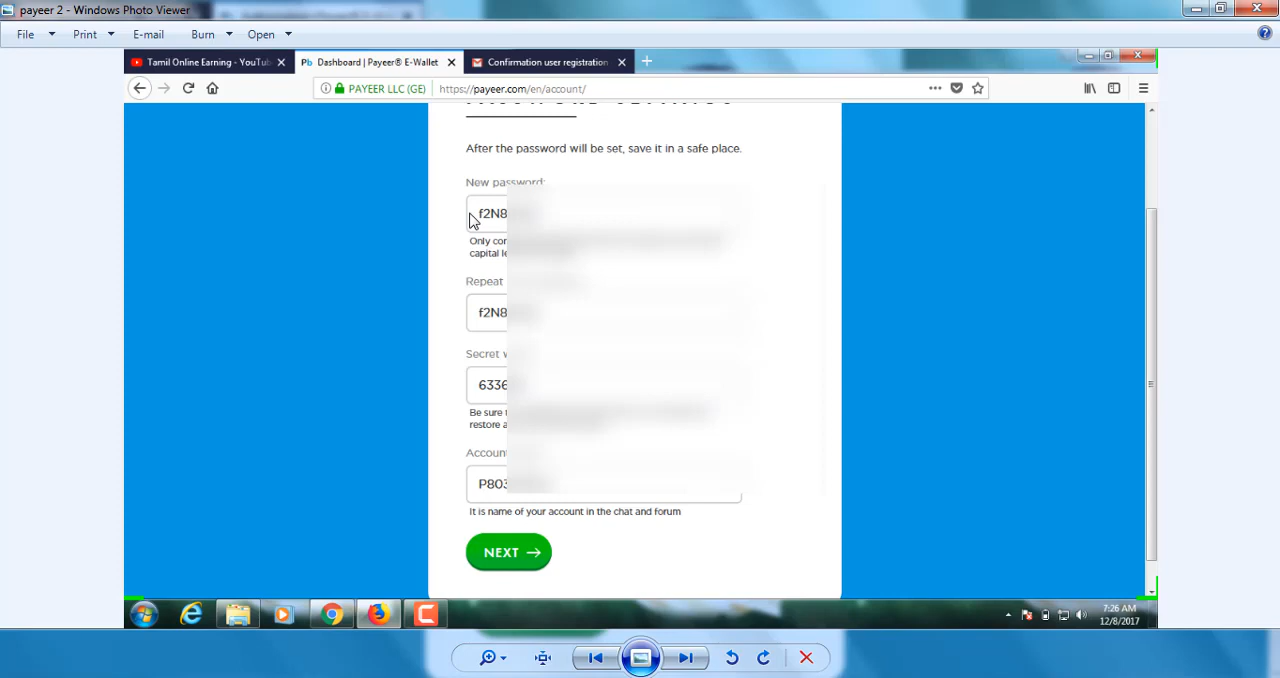 payeer 2 - Windows Photo Viewer
File Print E-mail Burn Open
Tamil Online Earning - YouTub Pb Dashboard | Payeer® E-Wallet Confirmation user registration
PAYEER LLC (GE) https://payeer.com/en/account/
After the password will be set, save it in a safe place.
New password:
f2N8
Only con
capital le
Repeat
f2N8
Secret w
6336
Be sure t
restore a
Account
P803
It is name of your account in the chat and forum
NEXT →
7:26 AM
12/8/2017